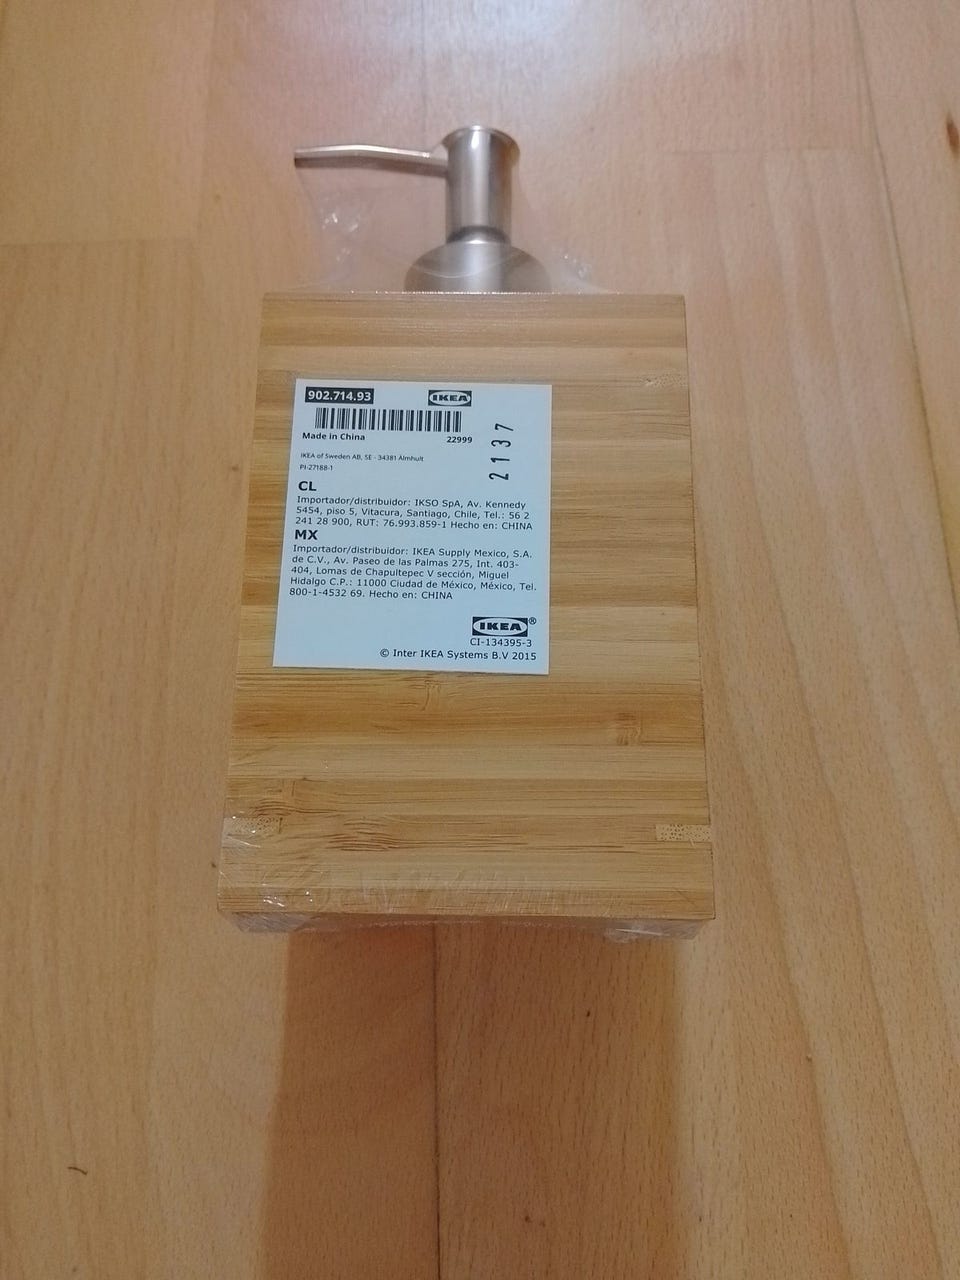 902.714.93
IKEA
Made in China
22999
2137
IKEA of Sweden AB, SE - 34381 Älmhult
PI-27188-1
CL
Importador/distribuidor: IKSO SpA, Av. Kennedy
5454, piso 5, Vitacura, Santiago, Chile, Tel.: 56 2
241 28 900, RUT: 76.993.859-1 Hecho en: CHINA
MX
Importador/distribuidor: IKEA Supply Mexico, S.A.
de C.V., Av. Paseo de las Palmas 275, Int. 403-
404, Lomas de Chapultepec V sección, Miguel
Hidalgo C.P.: 11000 Ciudad de México, México, Tel.
800-1-4532 69. Hecho en: CHINA
IKEA®
CI-134395-3
© Inter IKEA Systems B.V 2015